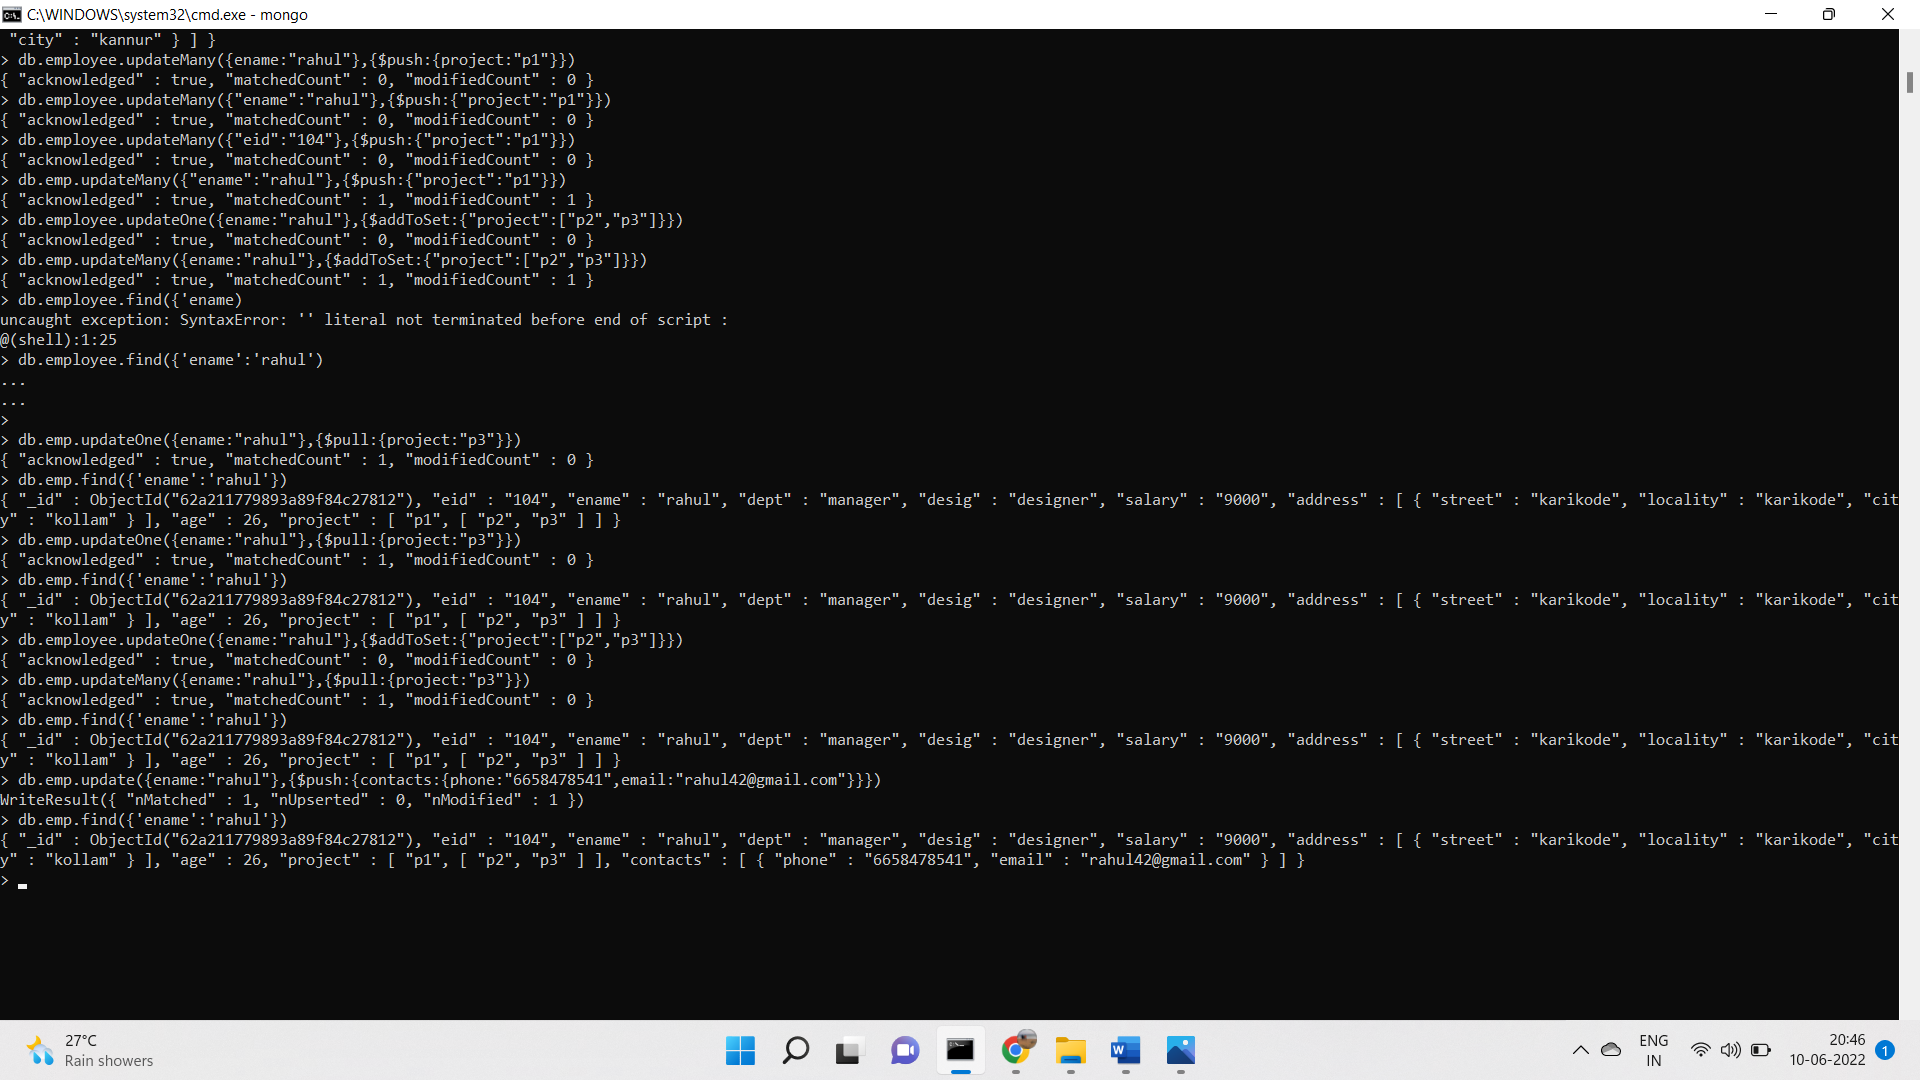 C:\WINDOWS\system32\cmd.exe - mongo
 "city" : "kannur" } ] }
> db.employee.updateMany({ename:"rahul"},{$push:{project:"p1"}})
{ "acknowledged" : true, "matchedCount" : 0, "modifiedCount" : 0 }
> db.employee.updateMany({"ename":"rahul"},{$push:{"project":"p1"}})
{ "acknowledged" : true, "matchedCount" : 0, "modifiedCount" : 0 }
> db.employee.updateMany({"eid":"104"},{$push:{"project":"p1"}})
{ "acknowledged" : true, "matchedCount" : 0, "modifiedCount" : 0 }
> db.emp.updateMany({"ename":"rahul"},{$push:{"project":"p1"}})
{ "acknowledged" : true, "matchedCount" : 1, "modifiedCount" : 1 }
> db.employee.updateOne({ename:"rahul"},{$addToSet:{"project":["p2","p3"]}})
{ "acknowledged" : true, "matchedCount" : 0, "modifiedCount" : 0 }
> db.emp.updateMany({ename:"rahul"},{$addToSet:{"project":["p2","p3"]}})
{ "acknowledged" : true, "matchedCount" : 1, "modifiedCount" : 1 }
> db.employee.find({'ename)
uncaught exception: SyntaxError: '' literal not terminated before end of script :
@(shell):1:25
> db.employee.find({'ename':'rahul')
...
...
>
> db.emp.updateOne({ename:"rahul"},{$pull:{project:"p3"}})
{ "acknowledged" : true, "matchedCount" : 1, "modifiedCount" : 0 }
> db.emp.find({'ename':'rahul'})
{ "_id" : ObjectId("62a211779893a89f84c27812"), "eid" : "104", "ename" : "rahul", "dept" : "manager", "desig" : "designer", "salary" : "9000", "address" : [ { "street" : "karikode", "locality" : "karikode", "cit
y" : "kollam" } ], "age" : 26, "project" : [ "p1", [ "p2", "p3" ] ] }
> db.emp.updateOne({ename:"rahul"},{$pull:{project:"p3"}})
{ "acknowledged" : true, "matchedCount" : 1, "modifiedCount" : 0 }
> db.emp.find({'ename':'rahul'})
{ "_id" : ObjectId("62a211779893a89f84c27812"), "eid" : "104", "ename" : "rahul", "dept" : "manager", "desig" : "designer", "salary" : "9000", "address" : [ { "street" : "karikode", "locality" : "karikode", "cit
y" : "kollam" } ], "age" : 26, "project" : [ "p1", [ "p2", "p3" ] ] }
> db.employee.updateOne({ename:"rahul"},{$addToSet:{"project":["p2","p3"]}})
{ "acknowledged" : true, "matchedCount" : 0, "modifiedCount" : 0 }
> db.emp.updateMany({ename:"rahul"},{$pull:{project:"p3"}})
{ "acknowledged" : true, "matchedCount" : 1, "modifiedCount" : 0 }
> db.emp.find({'ename':'rahul'})
{ "_id" : ObjectId("62a211779893a89f84c27812"), "eid" : "104", "ename" : "rahul", "dept" : "manager", "desig" : "designer", "salary" : "9000", "address" : [ { "street" : "karikode", "locality" : "karikode", "cit
y" : "kollam" } ], "age" : 26, "project" : [ "p1", [ "p2", "p3" ] ] }
> db.emp.update({ename:"rahul"},{$push:{contacts:{phone:"6658478541",email:"rahul42@gmail.com"}}})
WriteResult({ "nMatched" : 1, "nUpserted" : 0, "nModified" : 1 })
> db.emp.find({'ename':'rahul'})
{ "_id" : ObjectId("62a211779893a89f84c27812"), "eid" : "104", "ename" : "rahul", "dept" : "manager", "desig" : "designer", "salary" : "9000", "address" : [ { "street" : "karikode", "locality" : "karikode", "cit
y" : "kollam" } ], "age" : 26, "project" : [ "p1", [ "p2", "p3" ] ], "contacts" : [ { "phone" : "6658478541", "email" : "rahul42@gmail.com" } ] }
>
27°C
Rain showers
ENG
IN
20:46
10-06-2022
1